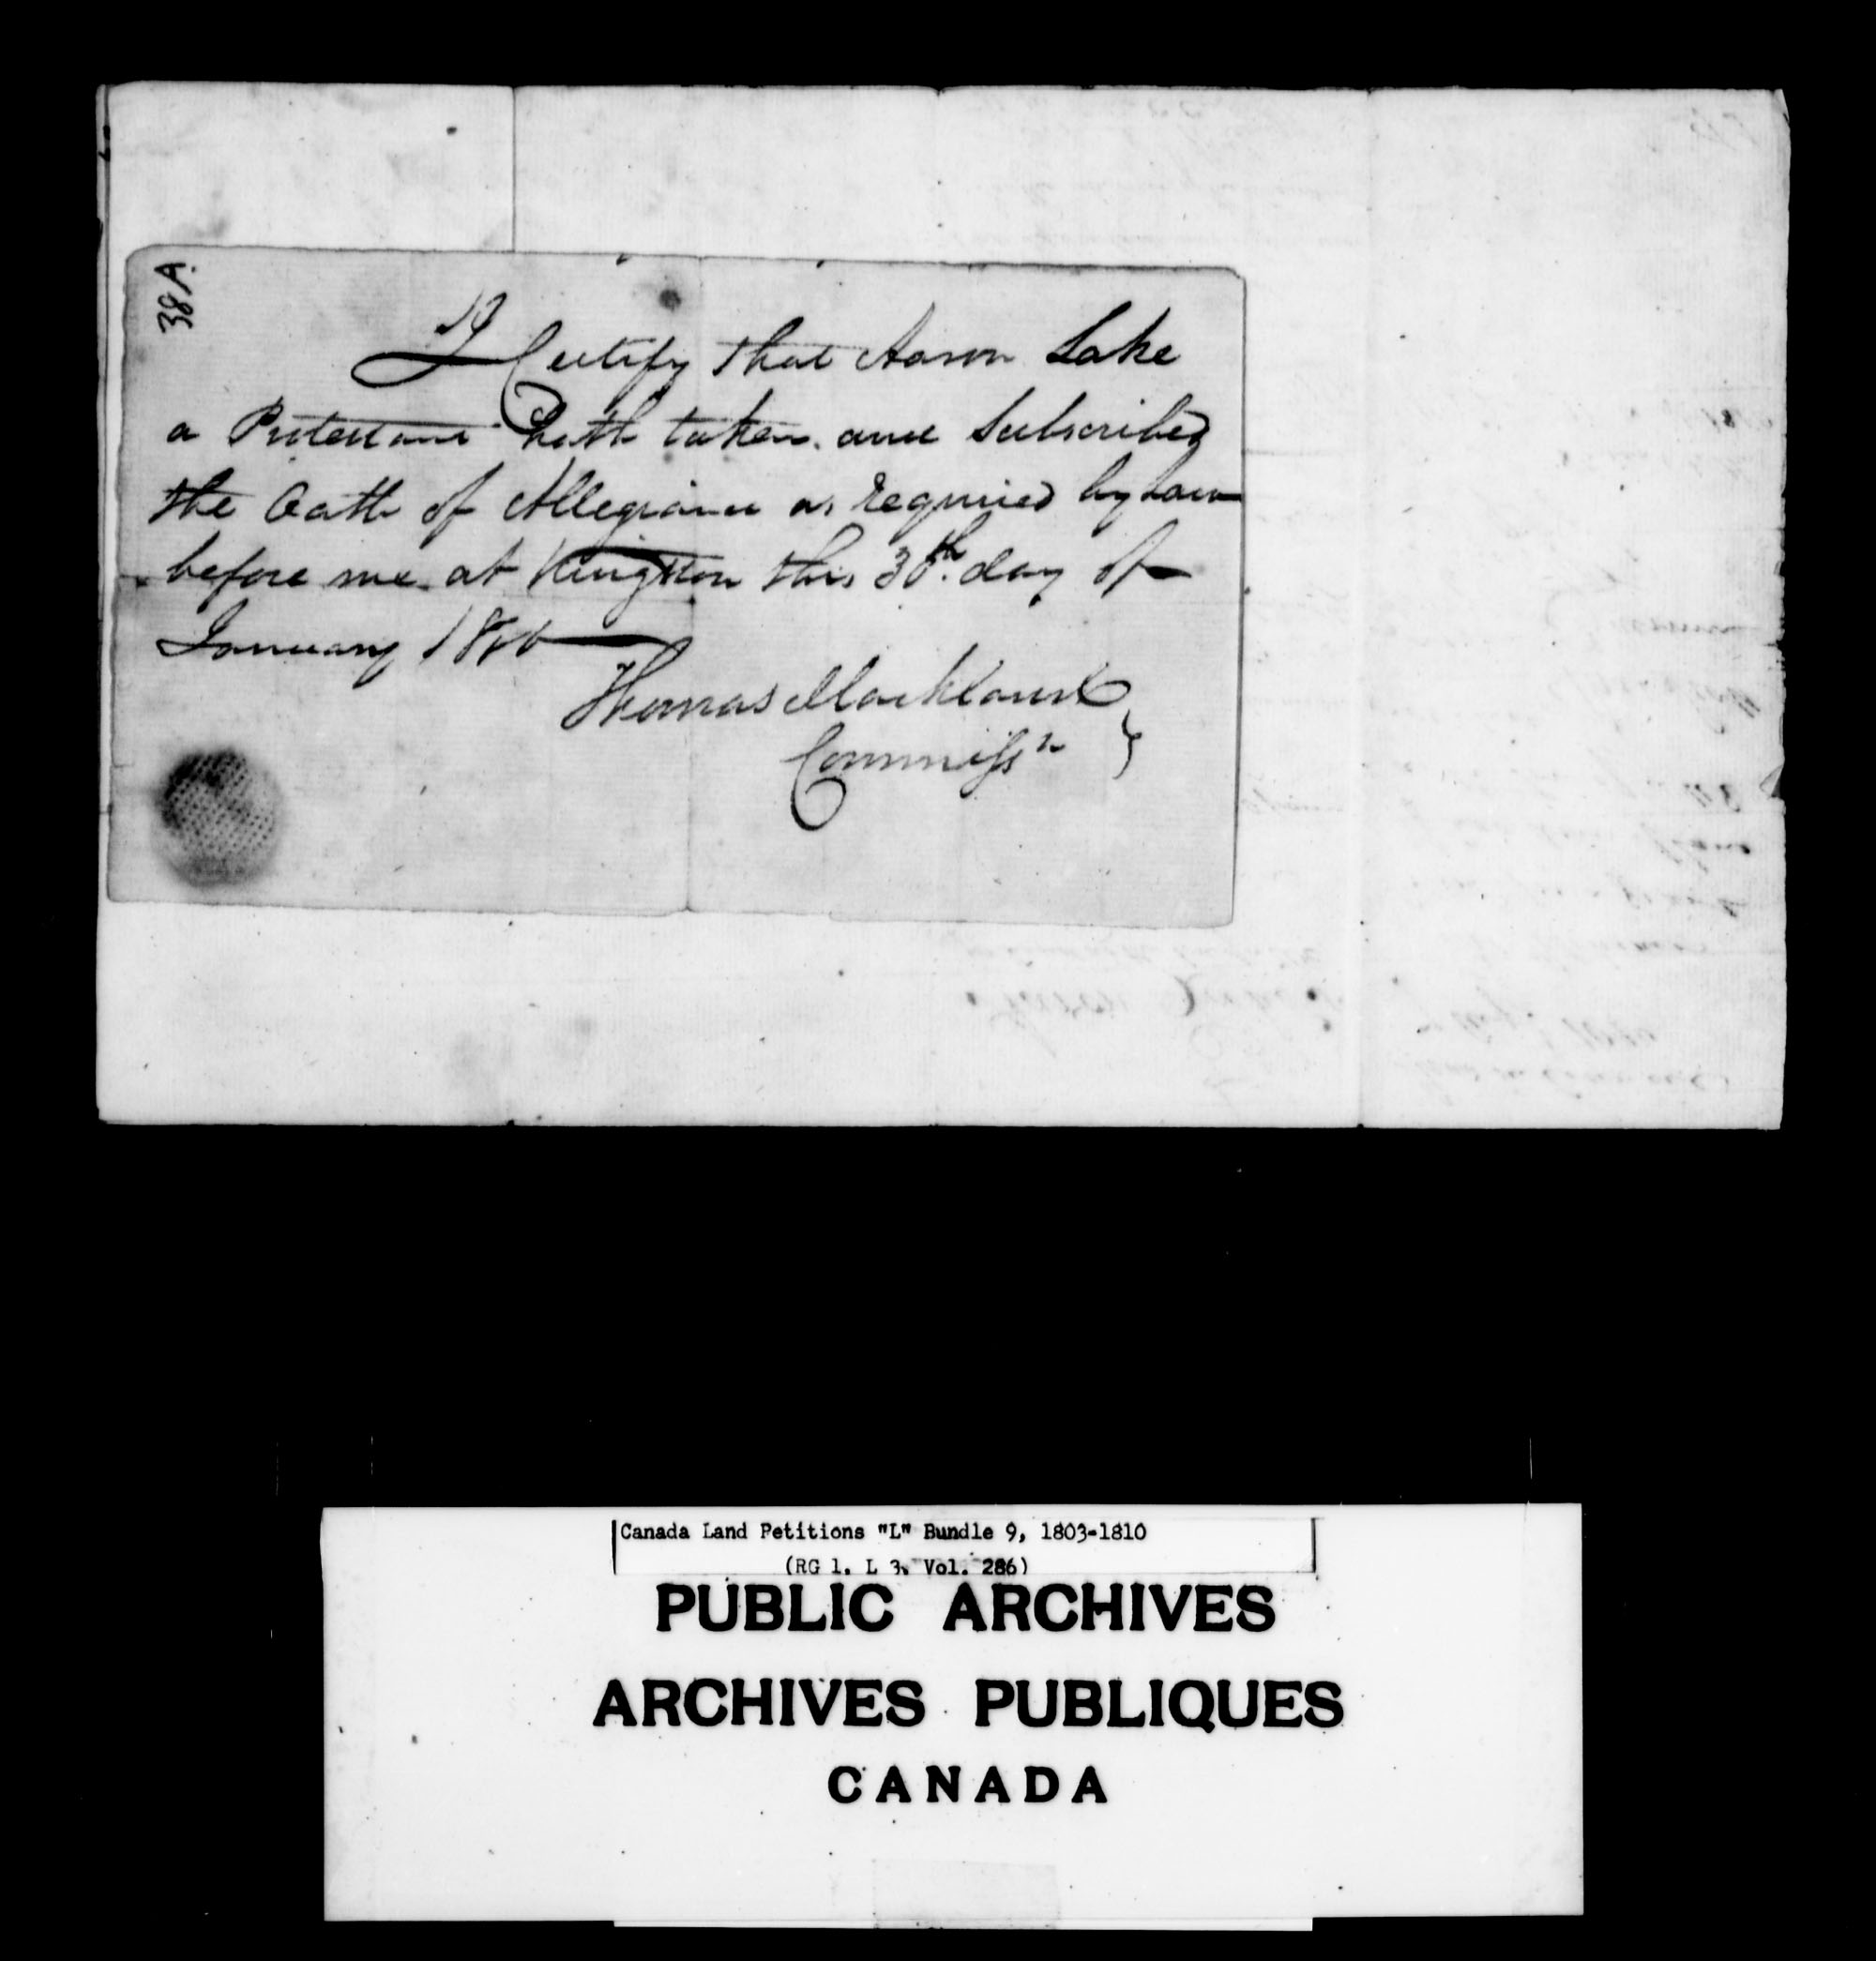 38A.
I Certify that Aaron Lake
a Protestant hath taken and Subscribed
the Oath of Allegiance as required by Law
before me at Kingston this 30th. day of
January
Thomas Markland
Commissr
Canada Land Petitions "L" Bundle 9, 1803-1810
(RG 1, L 3, Vol. 286)
PUBLIC ARCHIVES
ARCHIVES PUBLIQUES
CANADA